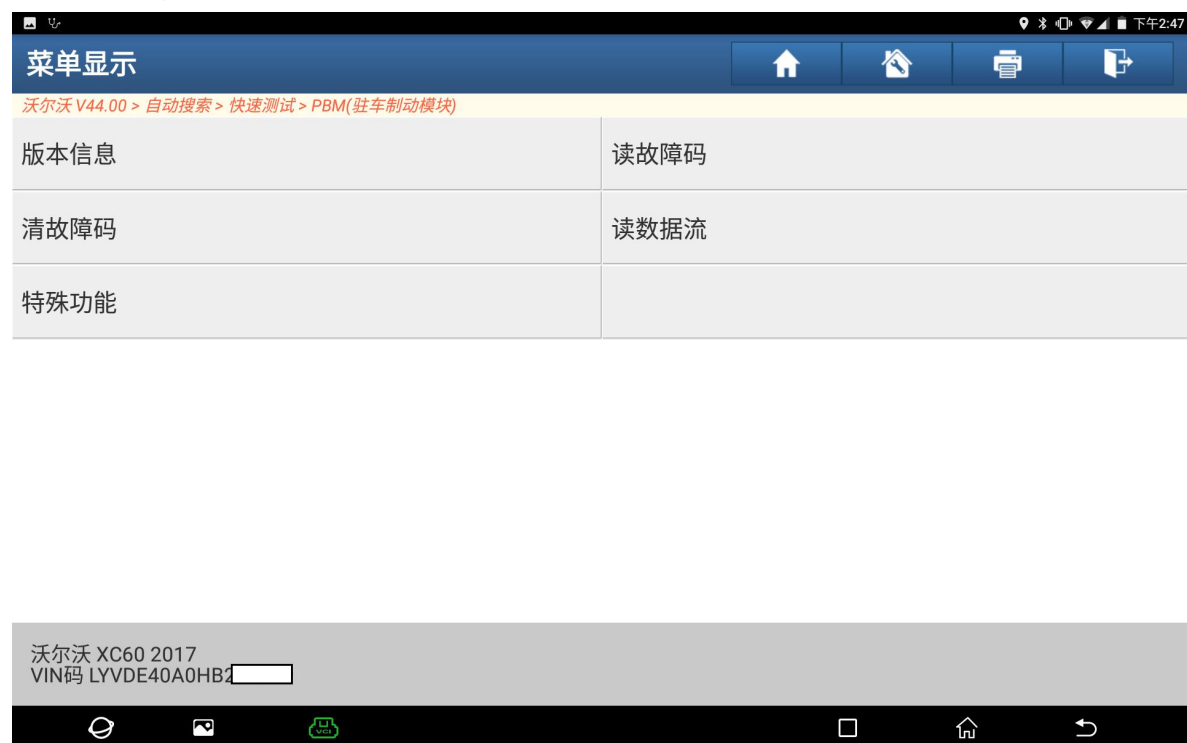 下午2:47
菜单显示
沃尔沃 V44.00 > 自动搜索 > 快速测试 > PBM(驻车制动模块)
版本信息
读故障码
清故障码
读数据流
特殊功能
沃尔沃 XC60 2017
VIN码 LYVDE40A0HB2
VCI